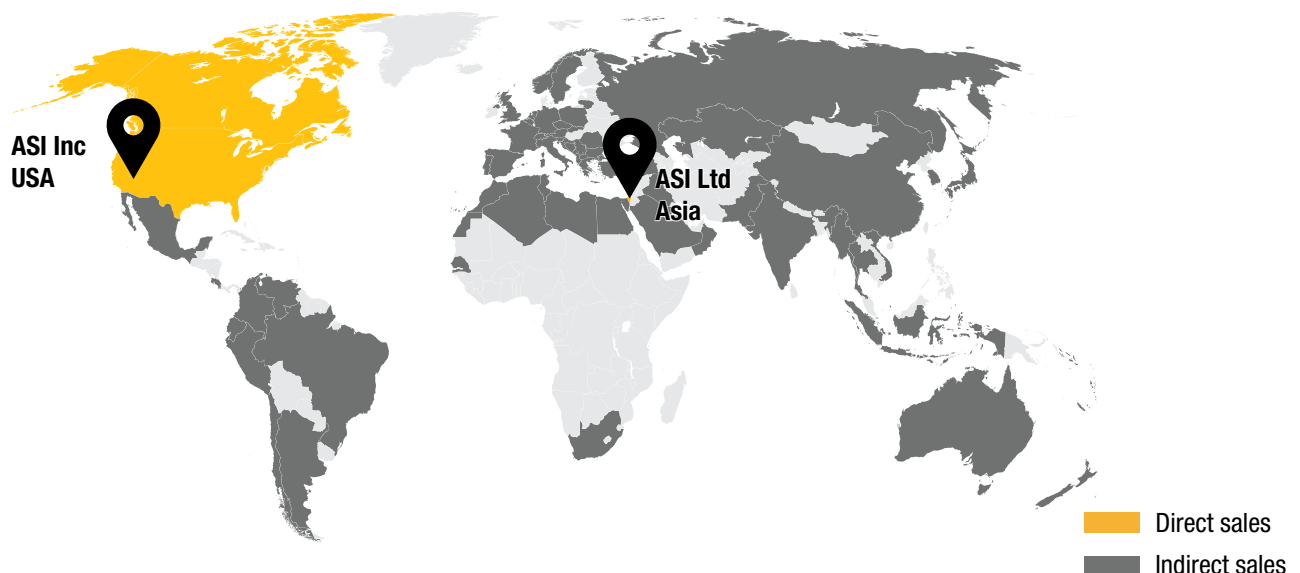 ASI Inc
USA
ASI Ltd
Asia
Direct sales
Indirect sales